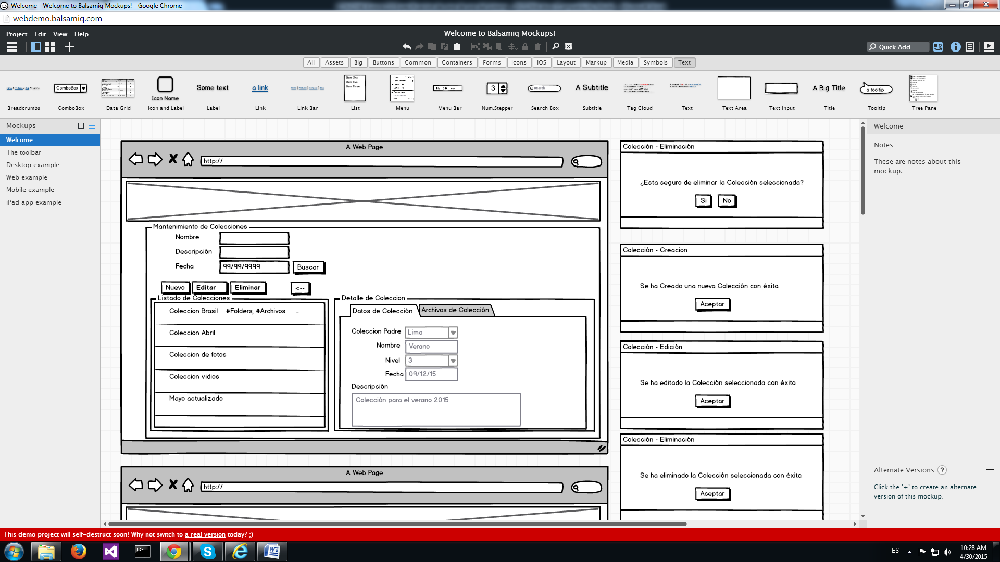 Welcome - Welcome to Balsamiq Mockups! - Google Chrome
webdemo.balsamiq.com
Project Edit View Help
Welcome to Balsamiq Mockups!
Quick Add
All Assets Big Buttons Common Containers Forms Icons iOS Layout Markup Media Symbols Text
ComboBox
Icon Name
Some text
a link
Item One
Item Two
Item Three
File Edit View
3
search
A Subtitle
A Big Title
a tooltip
Breadcrumbs ComboBox Data Grid Icon and Label Label Link Link Bar List Menu Menu Bar Num.Stepper Search Box Subtitle Tag Cloud Text Text Area Text Input Title Tooltip Tree Pane
Mockups
Welcome
The toolbar
Desktop example
Web example
Mobile example
iPad app example
A Web Page
http://
Mantenimiento de Colecciones
Nombre
Descripción
Fecha 99/99/9999 Buscar
Nuevo Editar Eliminar <--
Listado de Colecciones
Coleccion Brasil #Folders, #Archivos ...
Coleccion Abril
Coleccion de fotos
Coleccion vidios
Mayo actualizado
Detalle de Coleccion
Datos de Colección Archivos de Colección
Coleccion Padre Lima
Nombre Verano
Nivel 3
Fecha 09/12/15
Descripción
Colección para el verano 2015
A Web Page
http://
Colección - Eliminación
¿Esta seguro de eliminar la Colección seleccionada?
Si No
Colección - Creacion
Se ha Creado una nueva Colección con éxito.
Aceptar
Colección - Edición
Se ha editado la Colección seleccionada con éxito.
Aceptar
Colección - Eliminación
Se ha eliminado la Colección seleccionada con éxito.
Aceptar
Welcome
Notes
These are notes about this
mockup.
Alternate Versions ?
Click the '+' to create an alternate
version of this mockup.
This demo project will self-destruct soon! Why not switch to a real version today? ;)
ES
10:28 AM
4/30/2015